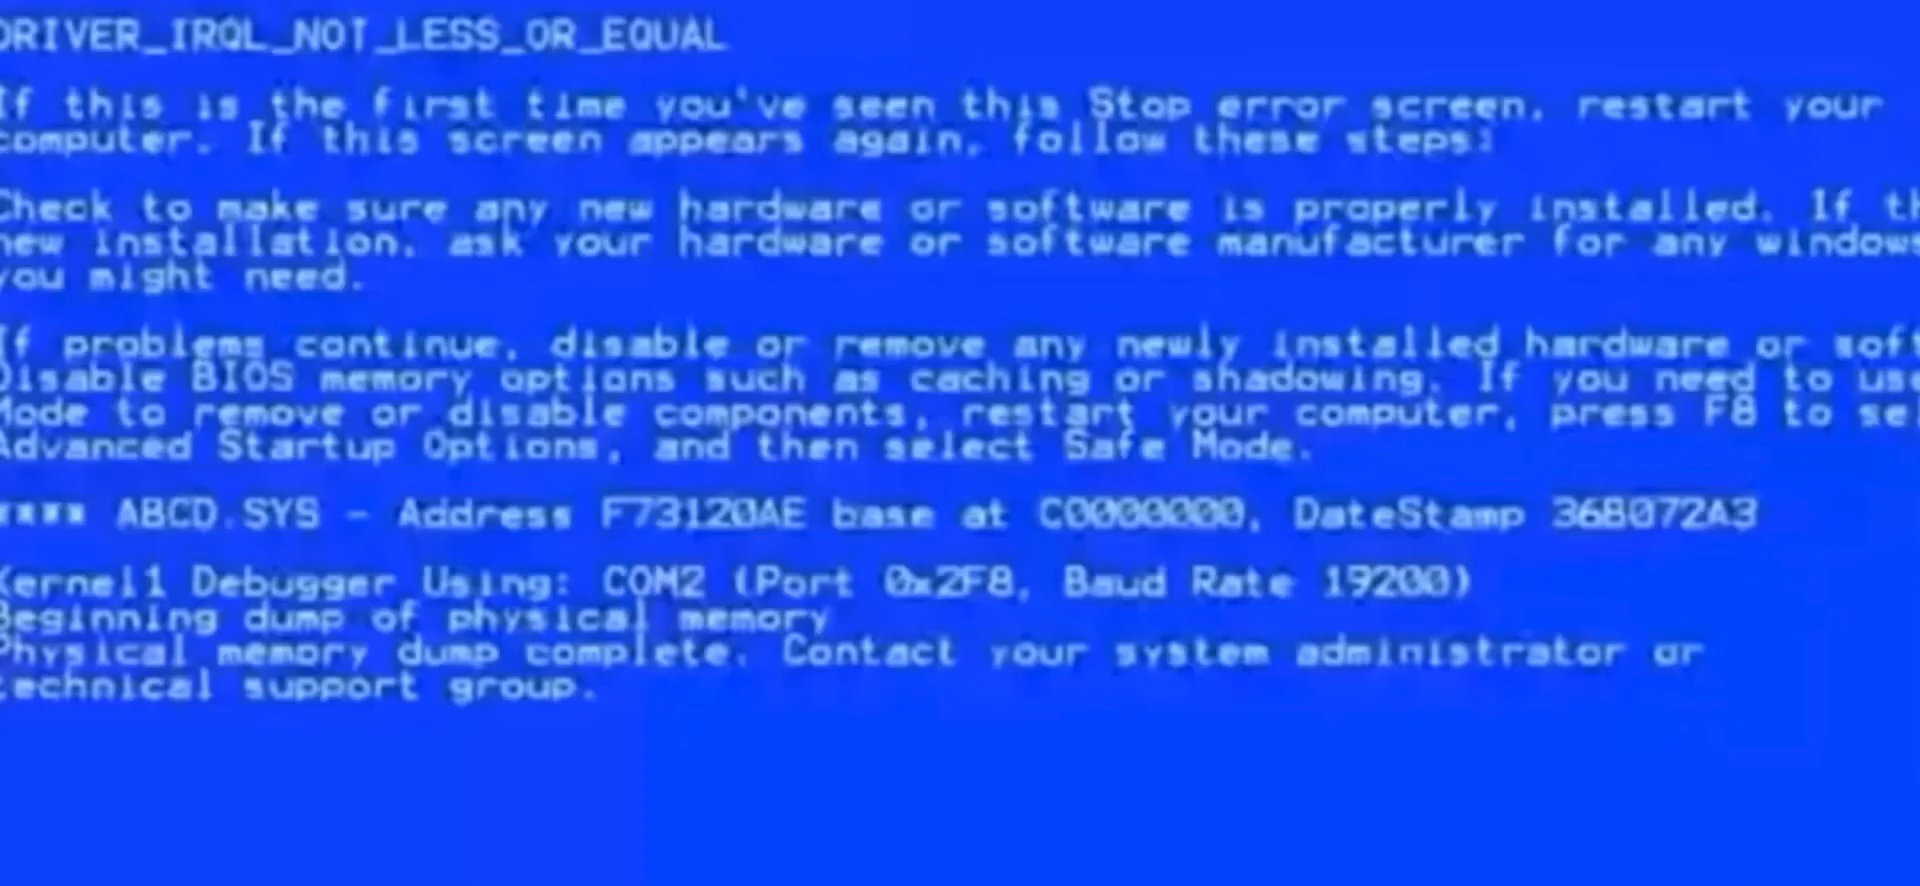 DRIVER_IRQL_NOT_LESS_OR_EQUAL
If this is the first time you've seen this Stop error screen, restart your
computer. If this screen appears again, follow these steps:
Check to make sure any new hardware or software is properly installed. If th
new installation, ask your hardware or software manufacturer for any windows
you might need.
If problems continue, disable or remove any newly installed hardware or soft
Disable BIOS memory options such as caching or shadowing. If you need to use
Mode to remove or disable components, restart your computer, press F8 to sel
Advanced Startup Options, and then select Safe Mode.
**** ABCD.SYS - Address F73120AE base at C0000000, DateStamp 36B072A3
Kernel1 Debugger Using: COM2 (Port 0x2F8, Baud Rate 19200)
Beginning dump of physical memory
Physical memory dump complete. Contact your system administrator or
technical support group.